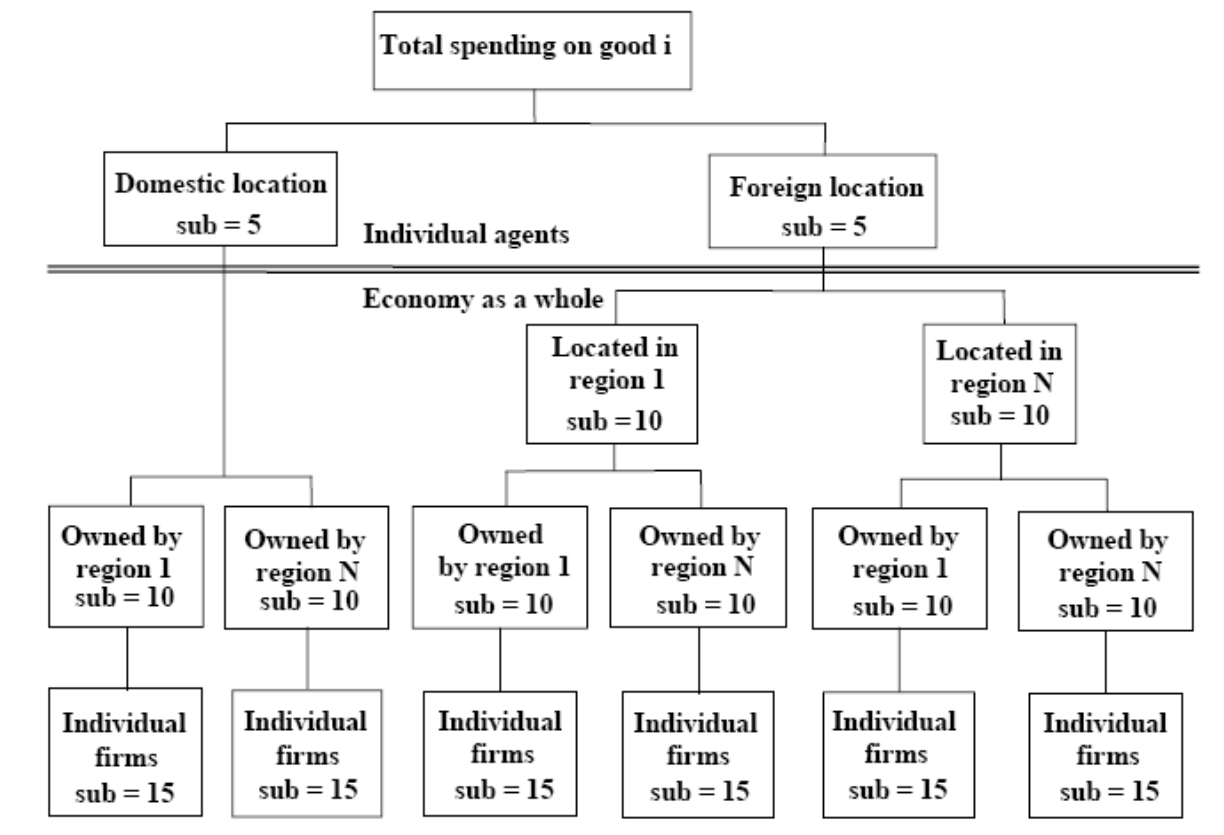 Total spending on good i
Domestic location
sub = 5
Foreign location
sub = 5
Individual agents
Economy as a whole
Located in
region 1
sub = 10
Located in
region N
sub = 10
Owned by
region 1
sub = 10
Owned by
region N
sub = 10
Owned
by region 1
sub = 10
Owned by
region N
sub = 10
Owned by
region 1
sub = 10
Owned by
region N
sub = 10
Individual
firms
sub = 15
Individual
firms
sub = 15
Individual
firms
sub = 15
Individual
firms
sub = 15
Individual
firms
sub = 15
Individual
firms
sub = 15